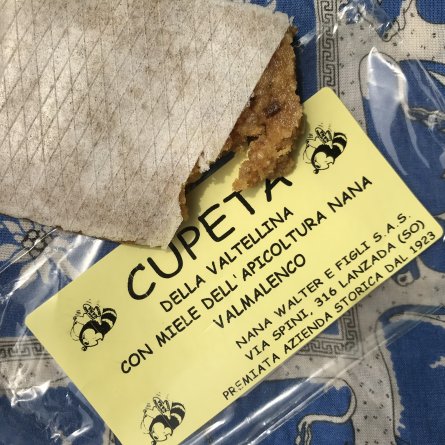 CUPETA
DELLA VALTELLINA
CON MIELE DELL'APICOLTURA NANA
VALMALENCO
NANA WALTER E FIGLI S.A.S.
VIA SPINI, 316 LANZADA (SO)
PREMIATA AZIENDA STORICA DAL 1923